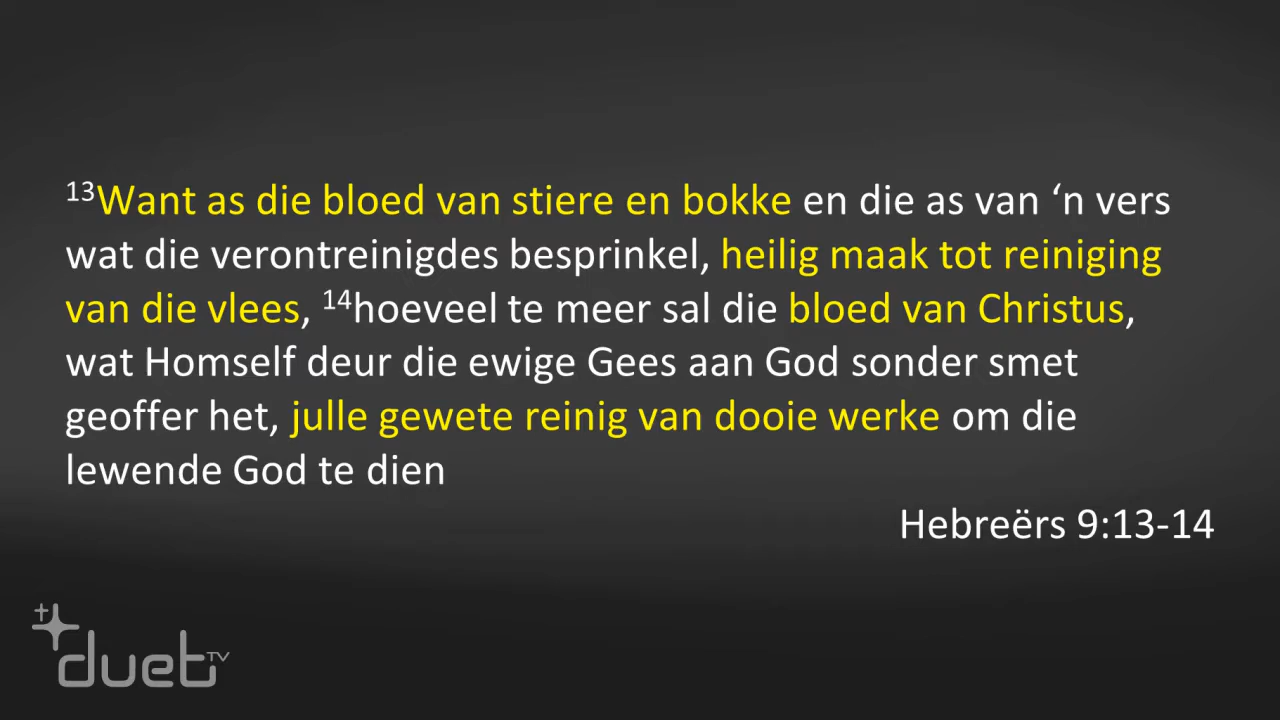 ¹³Want as die bloed van stiere en bokke en die as van ‘n vers
wat die verontreinigdes besprinkel, heilig maak tot reiniging
van die vlees, ¹⁴hoeveel te meer sal die bloed van Christus,
wat Homself deur die ewige Gees aan God sonder smet
geoffer het, julle gewete reinig van dooie werke om die
lewende God te dien
Hebreërs 9:13-14
duet TV